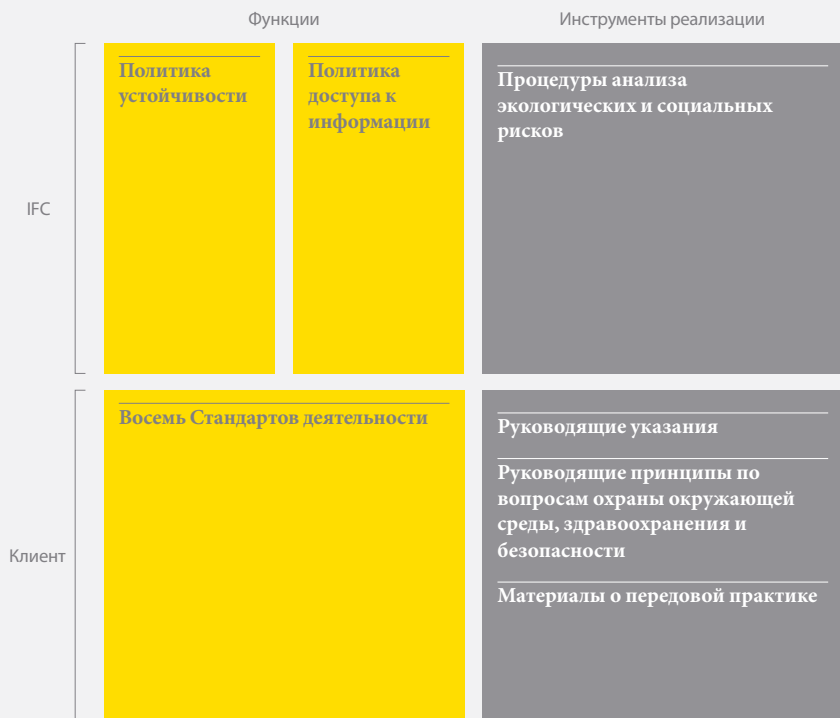 Функции
Инструменты реализации
IFC
Политика
устойчивости
Политика
доступа к
информации
Процедуры анализа
экологических и социальных
рисков
Клиент
Восемь Стандартов деятельности
Руководящие указания
Руководящие принципы по
вопросам охраны окружающей
среды, здравоохранения и
безопасности
Материалы о передовой практике